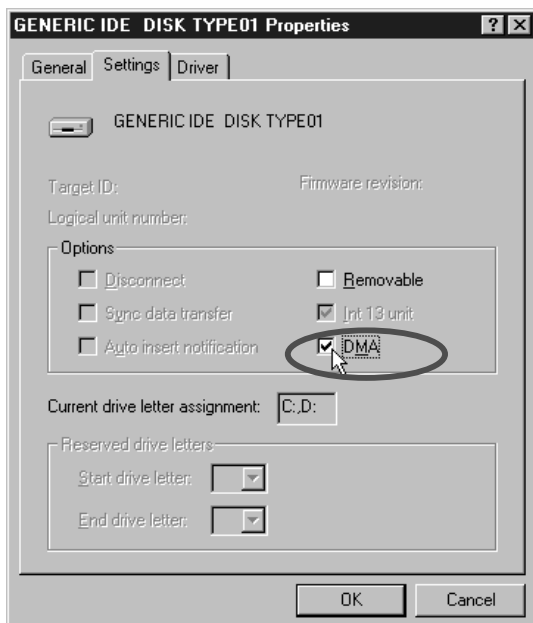 GENERIC IDE  DISK TYPE01 Properties
General Settings Driver
GENERIC IDE  DISK TYPE01
Target ID: Firmware revision:
Logical unit number:
Options
Disconnect Removable
Sync data transfer Int 13 unit
Auto insert notification DMA
Current drive letter assignment: C:,D:
Reserved drive letters
Start drive letter:
End drive letter:
OK Cancel